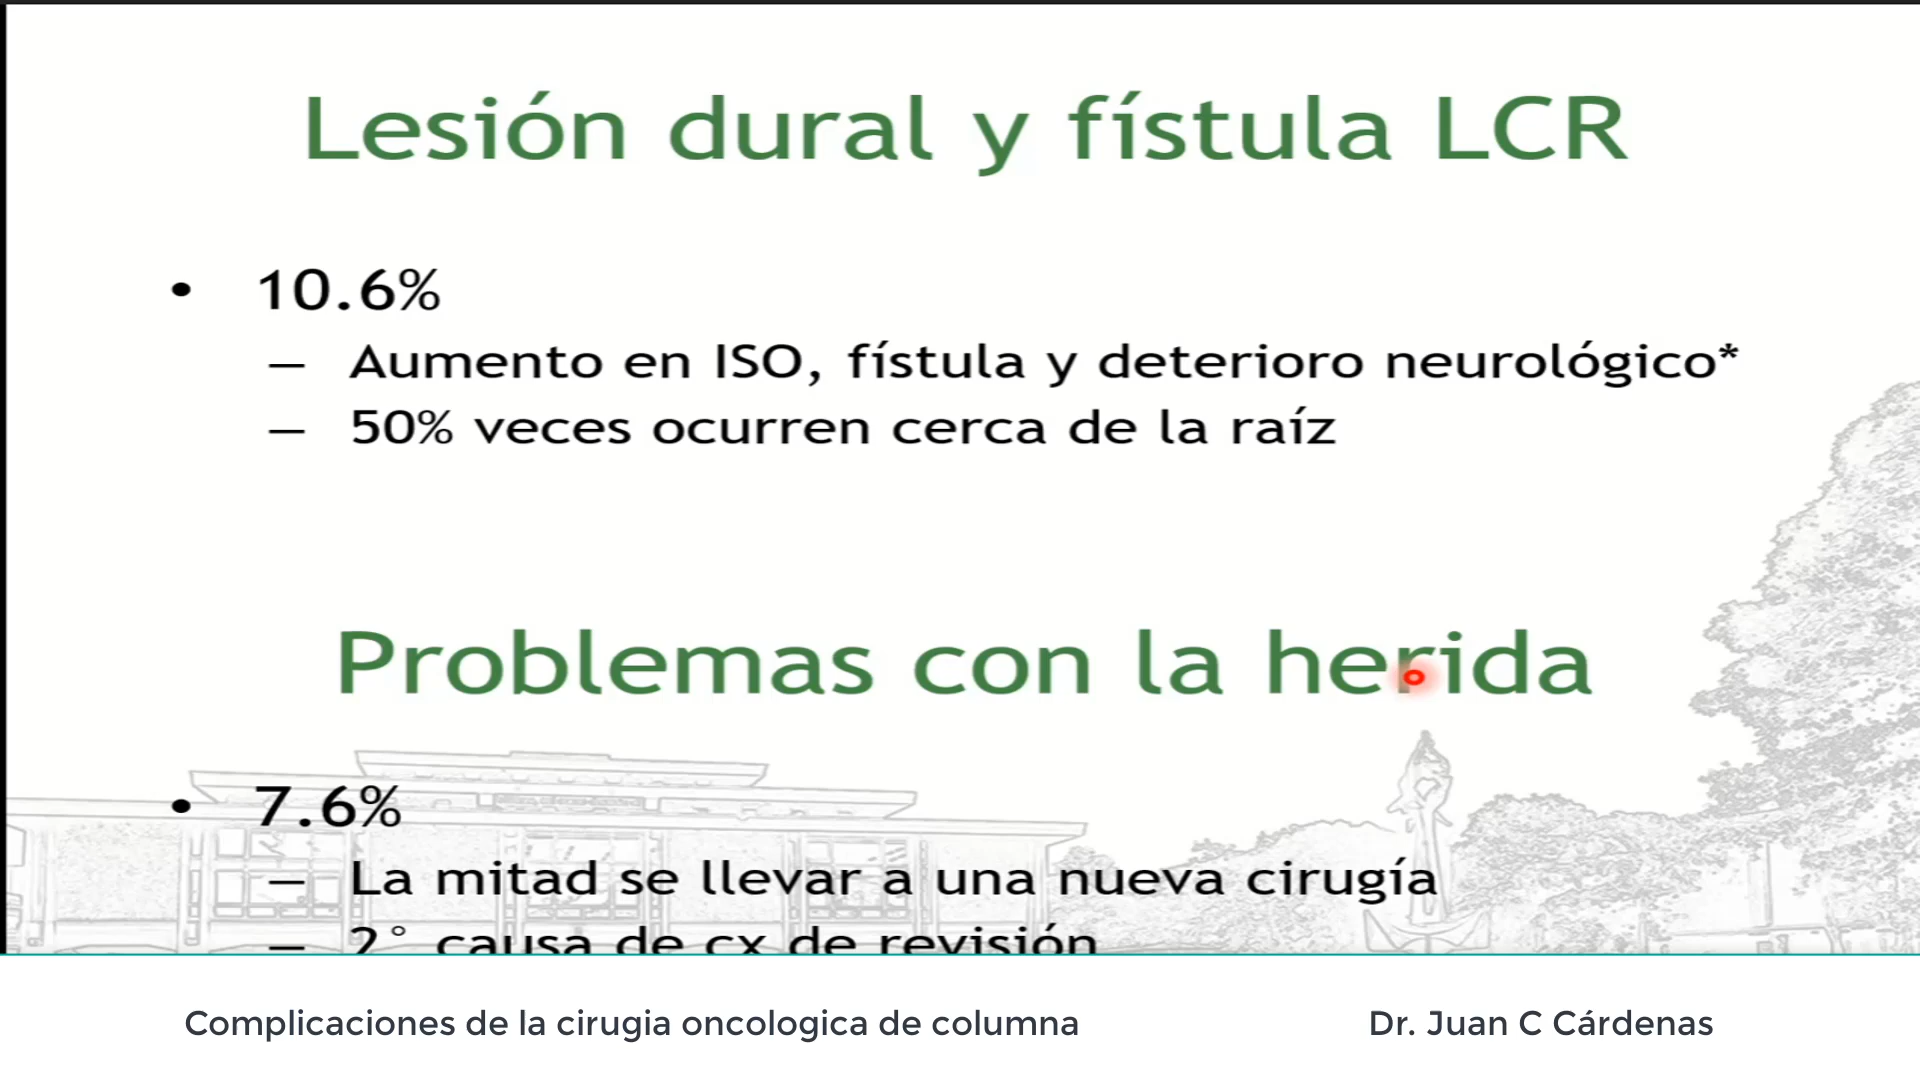 Lesión dural y fístula LCR
• 10.6%
– Aumento en ISO, fístula y deterioro neurológico*
– 50% veces ocurren cerca de la raíz
Problemas con la herida
• 7.6%
– La mitad se llevar a una nueva cirugía
– 2° causa de cx de revisión
Complicaciones de la cirugia oncologica de columna
Dr. Juan C Cárdenas